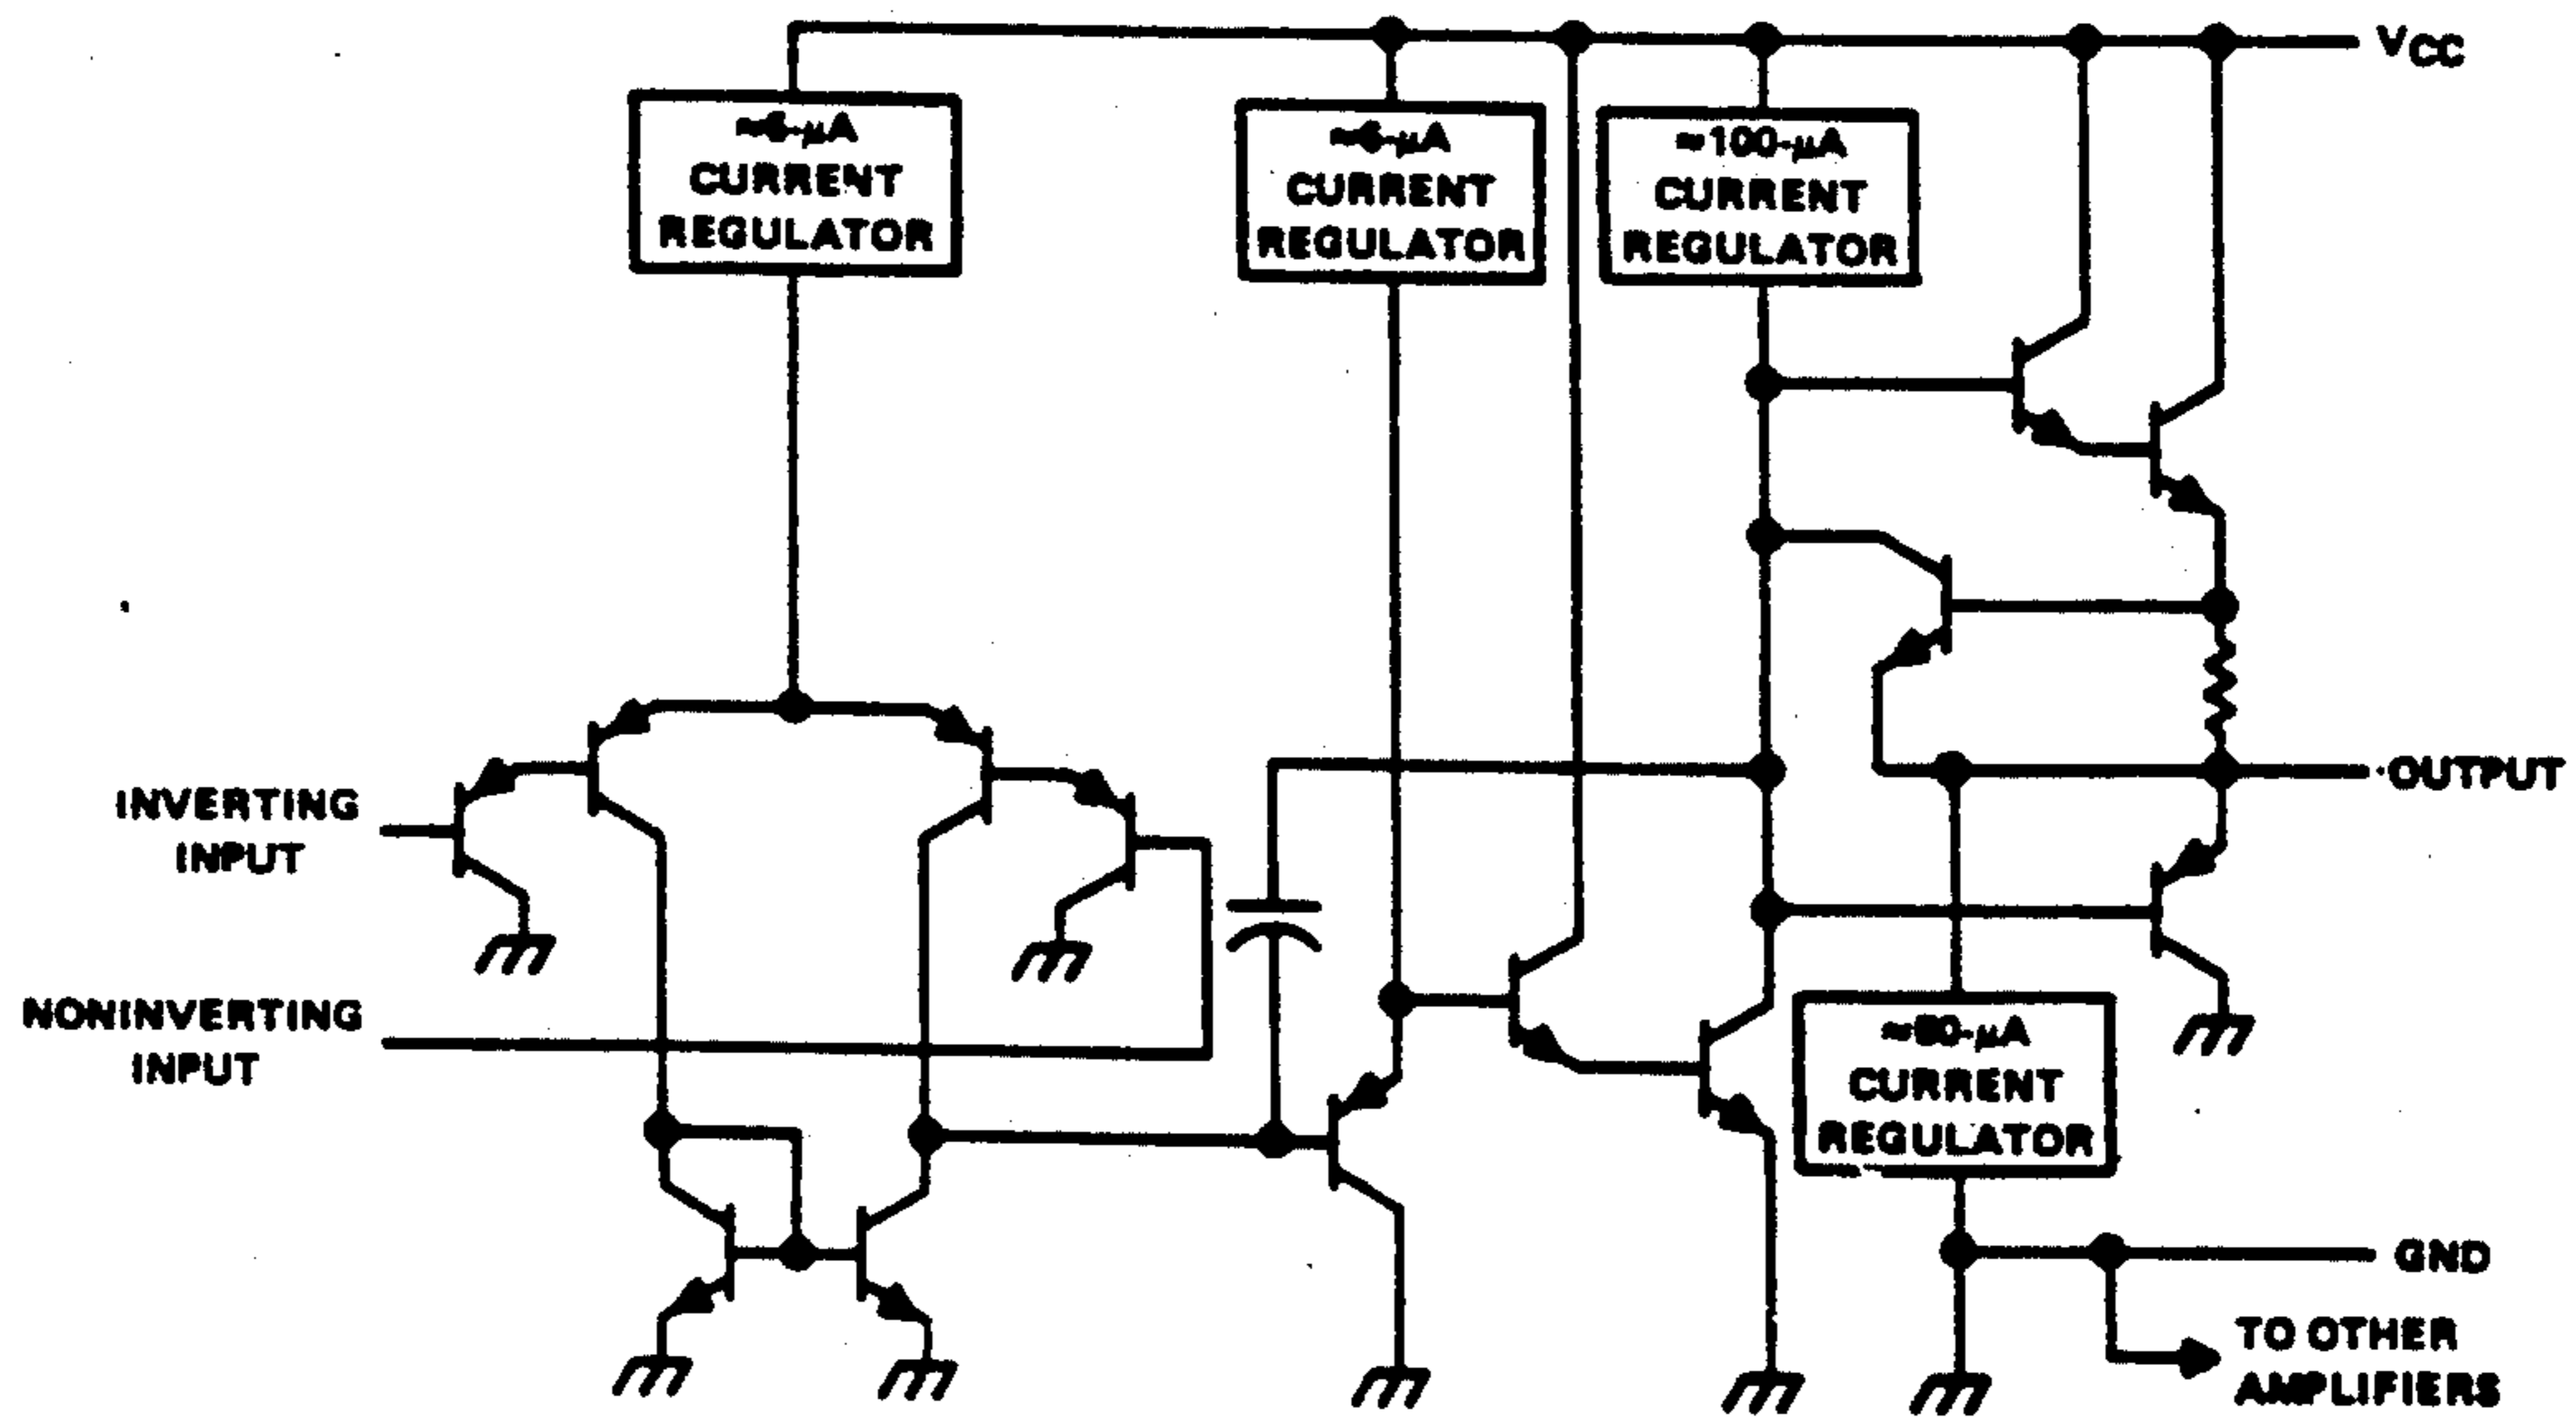 VCC
≈6-μA
CURRENT
REGULATOR
≈6-μA
CURRENT
REGULATOR
≈100-μA
CURRENT
REGULATOR
INVERTING
INPUT
OUTPUT
NONINVERTING
INPUT
CURRENT
REGULATOR
GND
TO OTHER
AMPLIFIERS